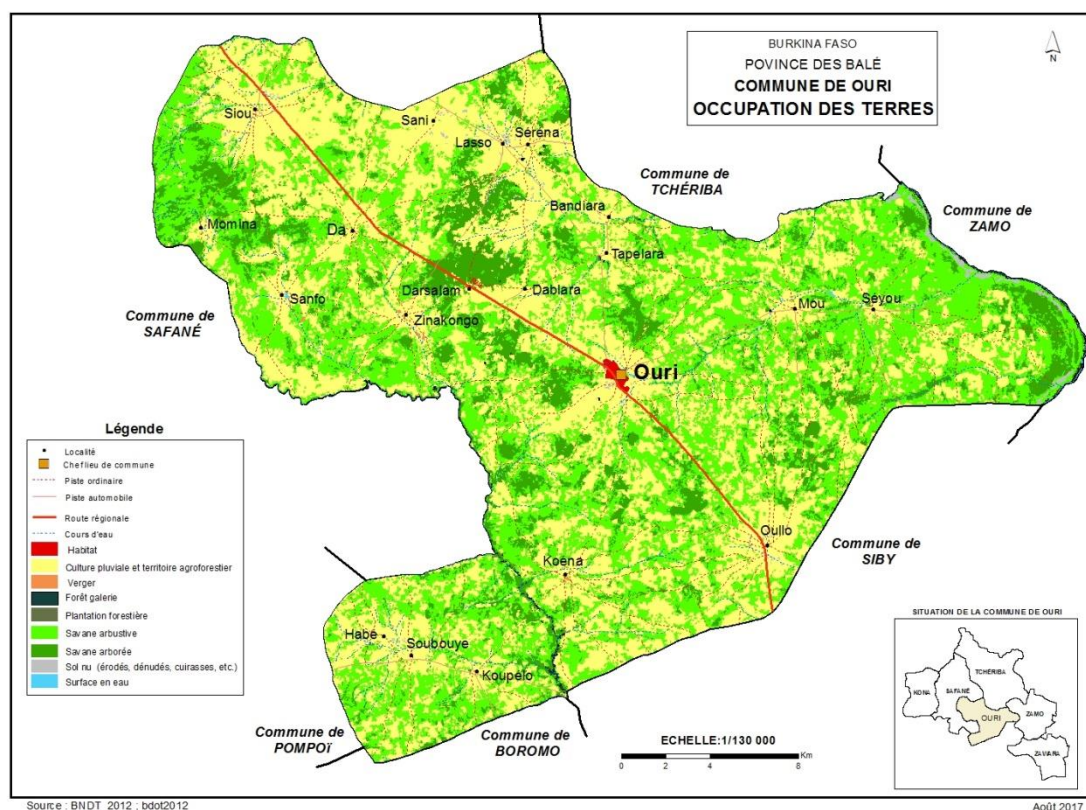 BURKINA FASO
POVINCE DES BALÉ
COMMUNE DE OURI
OCCUPATION DES TERRES
N
Siou
Sani
Lasso
Serena
Commune de
TCHÉRIBA
Commune de
ZAMO
Bandiara
Momina
Da
Tapelara
Darsalam
Dablara
Sanfo
Zinakongo
Mou
Seyou
Commune de
SAFANÉ
Ouri
Légende
Localité
Chef lieu de commune
Piste ordinaire
Piste automobile
Route régionale
Cours d'eau
Habitat
Culture pluviale et territoire agroforestier
Verger
Forêt galerie
Plantation forestière
Savane arbustive
Savane arborée
Sol nu (érodés, dénudés, cuirasses, etc.)
Surface en eau
Oullo
Koena
Commune de
SIBY
Habé
Soubouye
Koupélo
Commune de
POMPOÏ
Commune de
BOROMO
ECHELLE:1/130 000
Km
0 2 4 8
SITUATION DE LA COMMUNE DE OURI
TCHÉRIBA
KONA
SAFANÉ
OURI
ZAMO
ZAWARA
Source : BNDT 2012 ; bdot2012
Août 2017